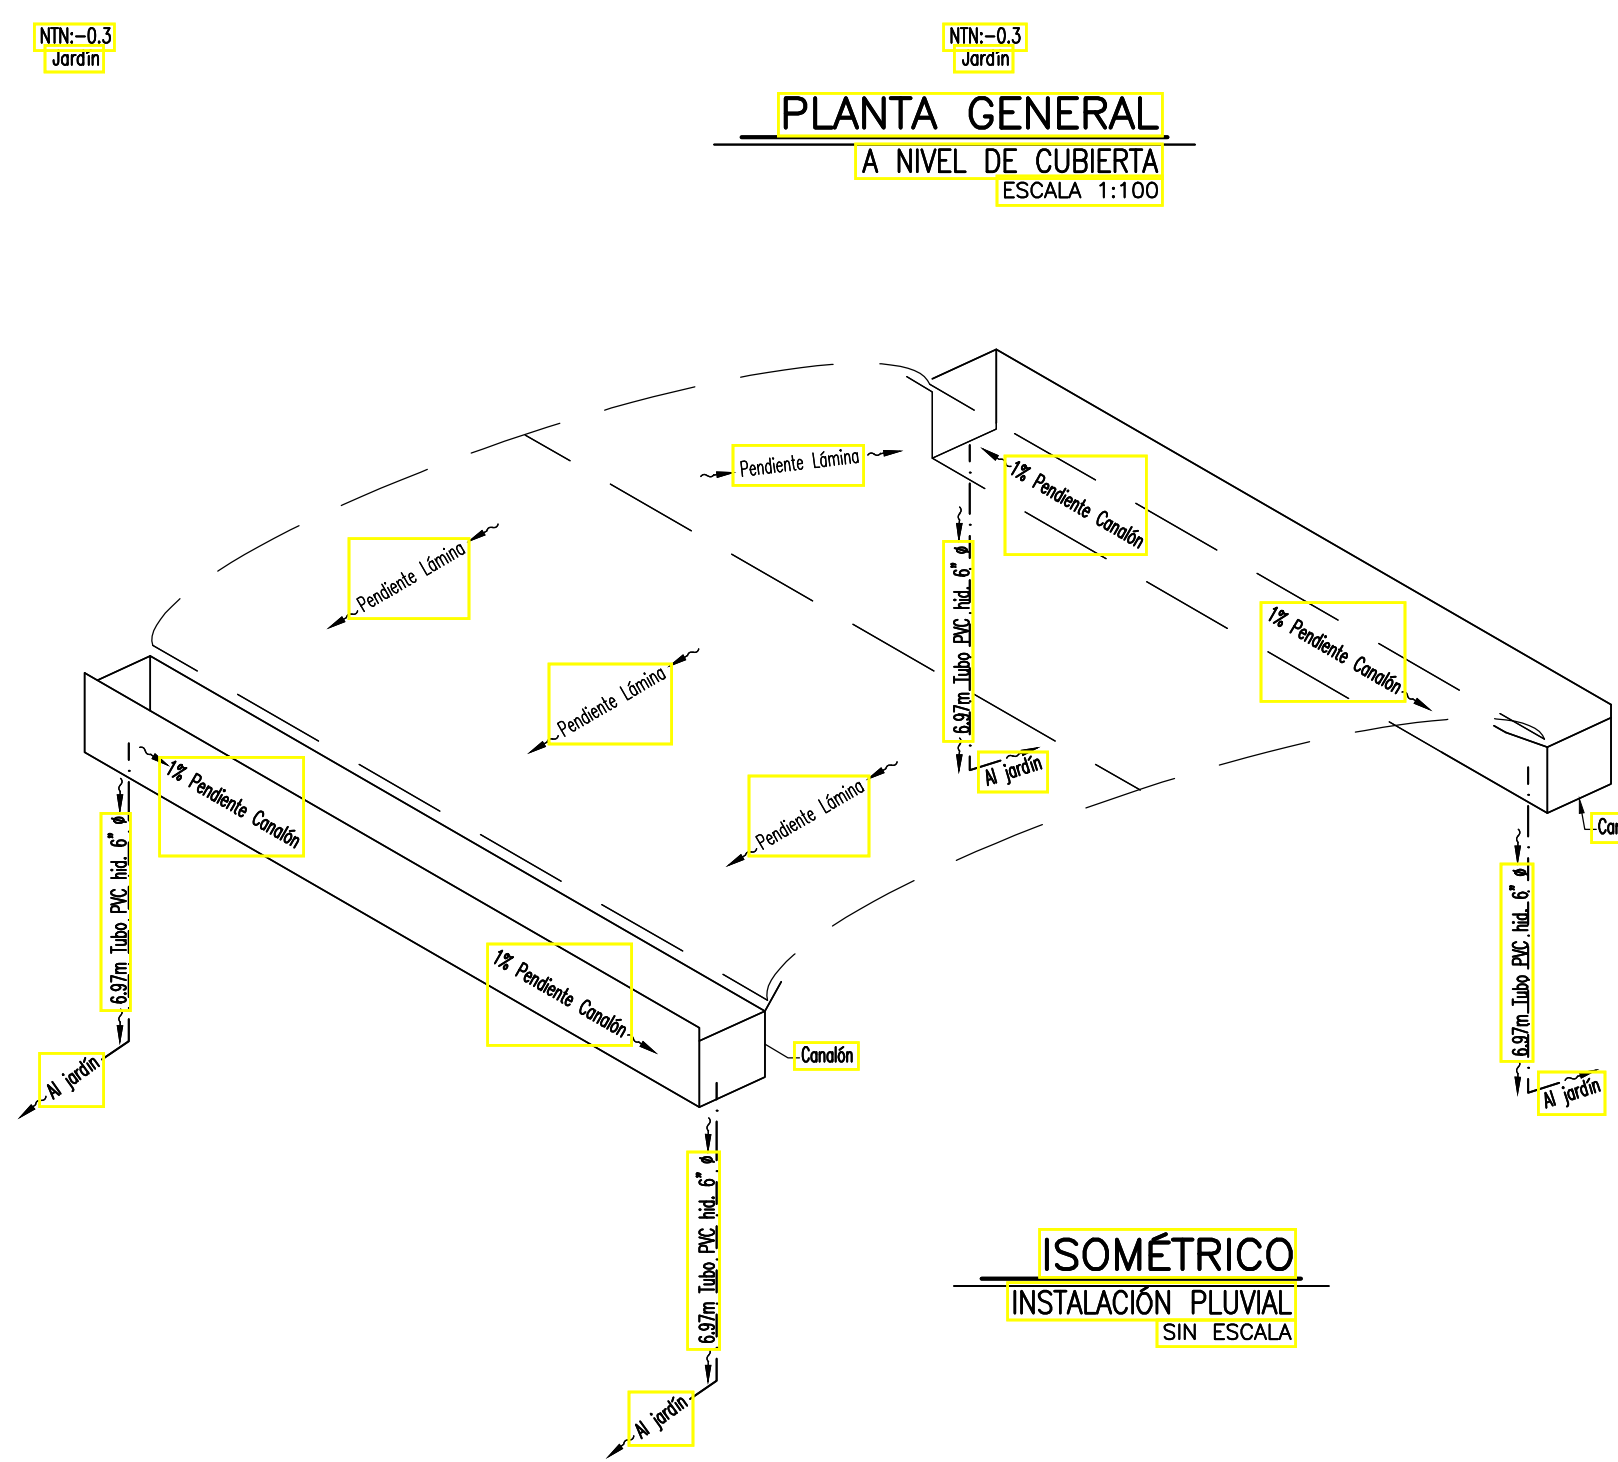 NTN:-0.3
Jardín
NTN:-0.3
Jardín
PLANTA GENERAL
A NIVEL DE CUBIERTA
ESCALA 1:100
Pendiente Lámina
1% Pendiente Canalón
Pendiente Lámina
6.97m Tubo PVC hid. 6" ø
1% Pendiente Canalón
Pendiente Lámina
Al jardín
1% Pendiente Canalón
Pendiente Lámina
6.97m Tubo PVC hid. 6" ø
6.97m Tubo PVC hid. 6" ø
1% Pendiente Canalón
Canalón
Al jardín
Al jardín
6.97m Tubo PVC hid. 6" ø
ISOMÉTRICO
INSTALACIÓN PLUVIAL
SIN ESCALA
Al jardín